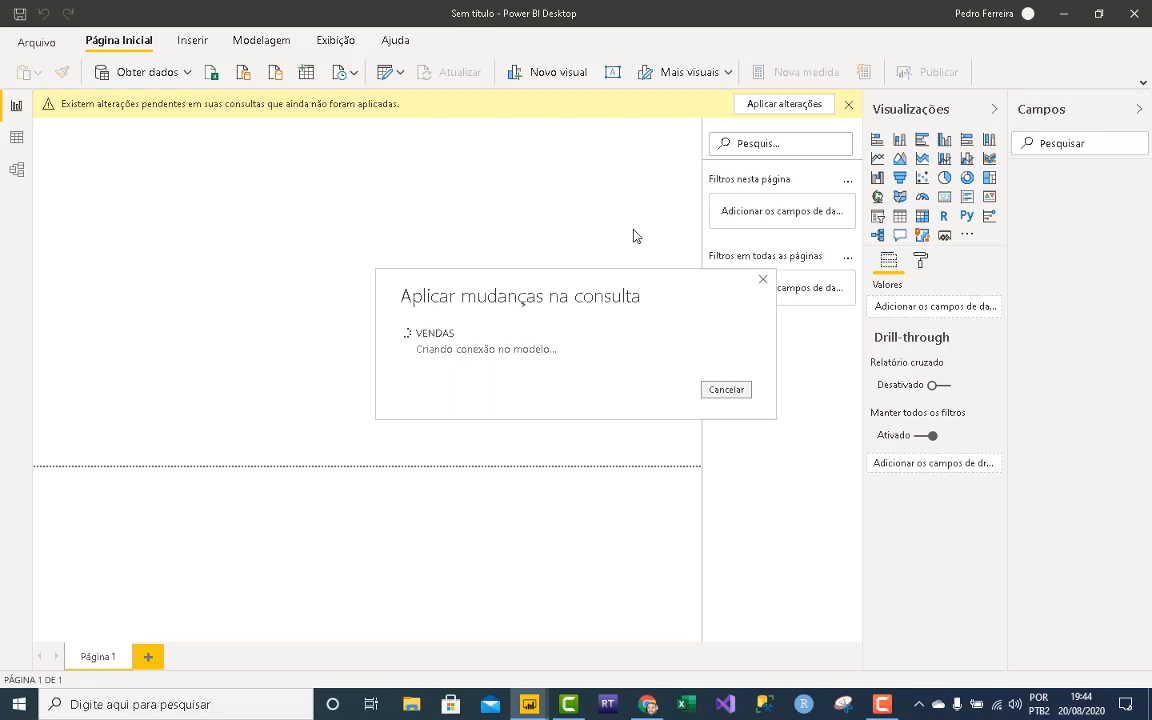 Sem título - Power BI Desktop
Pedro Ferreira
Arquivo
Página Inicial
Inserir
Modelagem
Exibição
Ajuda
Obter dados
Atualizar
Novo visual
Mais visuais
Nova medida
Publicar
Existem alterações pendentes em suas consultas que ainda não foram aplicadas.
Aplicar alterações
Visualizações
Campos
Pesquis...
Pesquisar
Filtros nesta página
...
Adicionar os campos de da...
Filtros em todas as páginas
...
campos de da...
R
Py
...
Valores
Adicionar os campos de da...
Drill-through
Relatório cruzado
Desativado
Manter todos os filtros
Ativado
Adicionar os campos de dr...
Aplicar mudanças na consulta
VENDAS
Criando conexão no modelo...
Cancelar
Página 1
PÁGINA 1 DE 1
Digite aqui para pesquisar
RT
R
POR
PTB2
19:44
20/08/2020